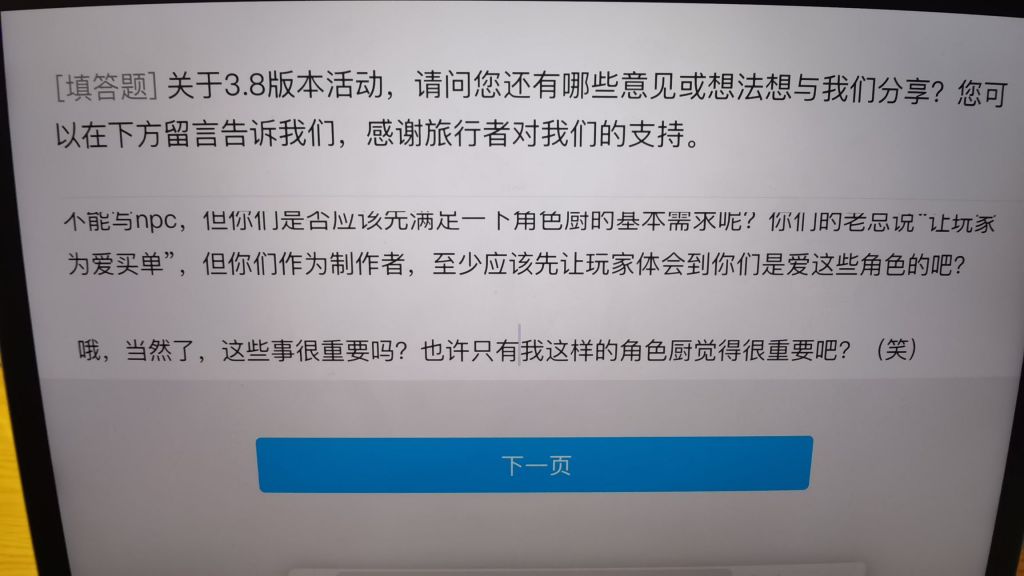 [填答题] 关于3.8版本活动，请问您还有哪些意见或想法想与我们分享？您可
以在下方留言告诉我们，感谢旅行者对我们的支持。
不能与npc，但你们是否应该先满足一下角色厨的基本需求呢？你们的老总说“让玩家
为爱买单”，但你们作为制作者，至少应该先让玩家体会到你们是爱这些角色的吧？
哦，当然了，这些事很重要吗？也许只有我这样的角色厨觉得很重要吧？（笑）
下一页